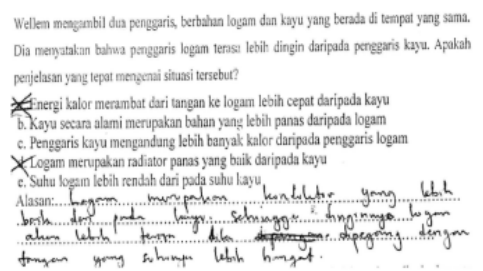 Wellem mengambil dua penggaris, berbahan logam dan kayu yang berada di tempat yang sama.
Dia menyatakan bahwa penggaris logam terasa lebih dingin daripada penggaris kayu. Apakah
penjelasan yang tepat mengenai situasi tersebut?
Energi kalor merambat dari tangan ke logam lebih cepat daripada kayu
b. Kayu secara alami merupakan bahan yang lebih panas daripada logam
c. Penggaris kayu mengandung lebih banyak kalor daripada penggaris logam
Logam merupakan radiator panas yang baik daripada kayu
e. Suhu logam lebih rendah dari pada suhu kayu
Alasan: Logam merupakan konduktor yang lebih
baik dari pada kayu, sehingga dinginnya logam
akan lebih terasa dipegang dengan
tangan yang suhunya lebih hangat.